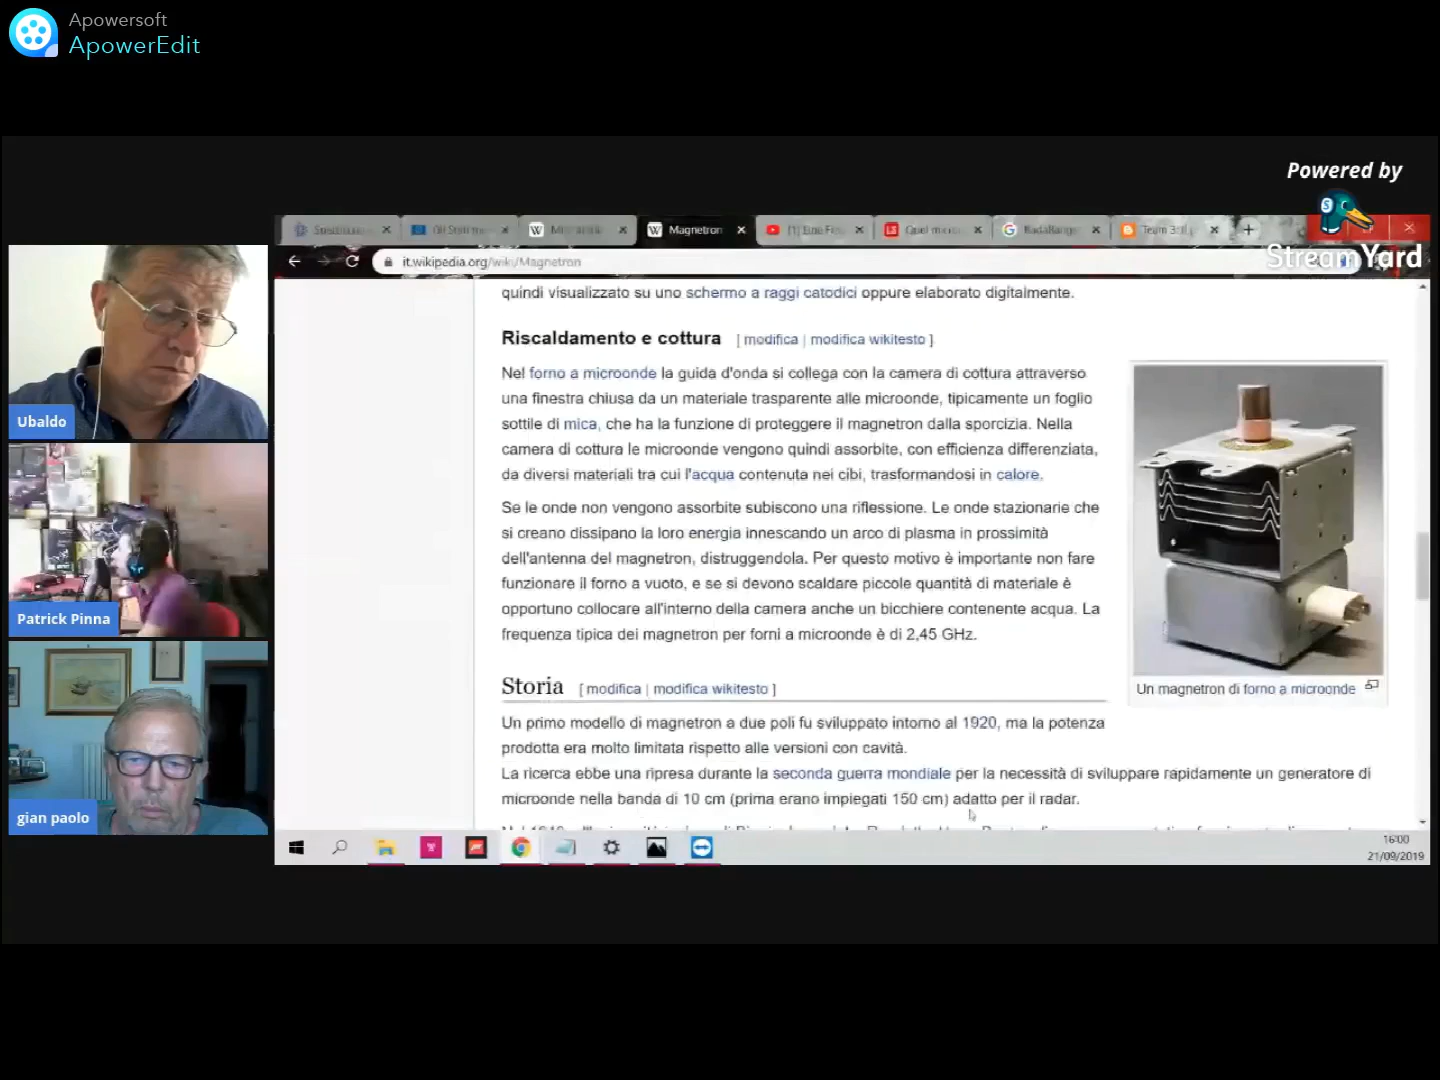 Apowersoft
ApowerEdit
Powered by
StreamYard
Magnetron
it.wikipedia.org/wiki/Magnetron
quindi visualizzato su uno schermo a raggi catodici oppure elaborato digitalmente.
Riscaldamento e cottura [ modifica | modifica wikitesto ]
Nel forno a microonde la guida d'onda si collega con la camera di cottura attraverso
una finestra chiusa da un materiale trasparente alle microonde, tipicamente un foglio
sottile di mica, che ha la funzione di proteggere il magnetron dalla sporcizia. Nella
camera di cottura le microonde vengono quindi assorbite, con efficienza differenziata,
da diversi materiali tra cui l'acqua contenuta nei cibi, trasformandosi in calore.
Se le onde non vengono assorbite subiscono una riflessione. Le onde stazionarie che
si creano dissipano la loro energia innescando un arco di plasma in prossimità
dell'antenna del magnetron, distruggendola. Per questo motivo è importante non fare
funzionare il forno a vuoto, e se si devono scaldare piccole quantità di materiale è
opportuno collocare all'interno della camera anche un bicchiere contenente acqua. La
frequenza tipica dei magnetron per forni a microonde è di 2,45 GHz.
Un magnetron di forno a microonde
Storia [ modifica | modifica wikitesto ]
Un primo modello di magnetron a due poli fu sviluppato intorno al 1920, ma la potenza
prodotta era molto limitata rispetto alle versioni con cavità.
La ricerca ebbe una ripresa durante la seconda guerra mondiale per la necessità di sviluppare rapidamente un generatore di
microonde nella banda di 10 cm (prima erano impiegati 150 cm) adatto per il radar.
16:00
21/09/2019
Ubaldo
Patrick Pinna
gian paolo